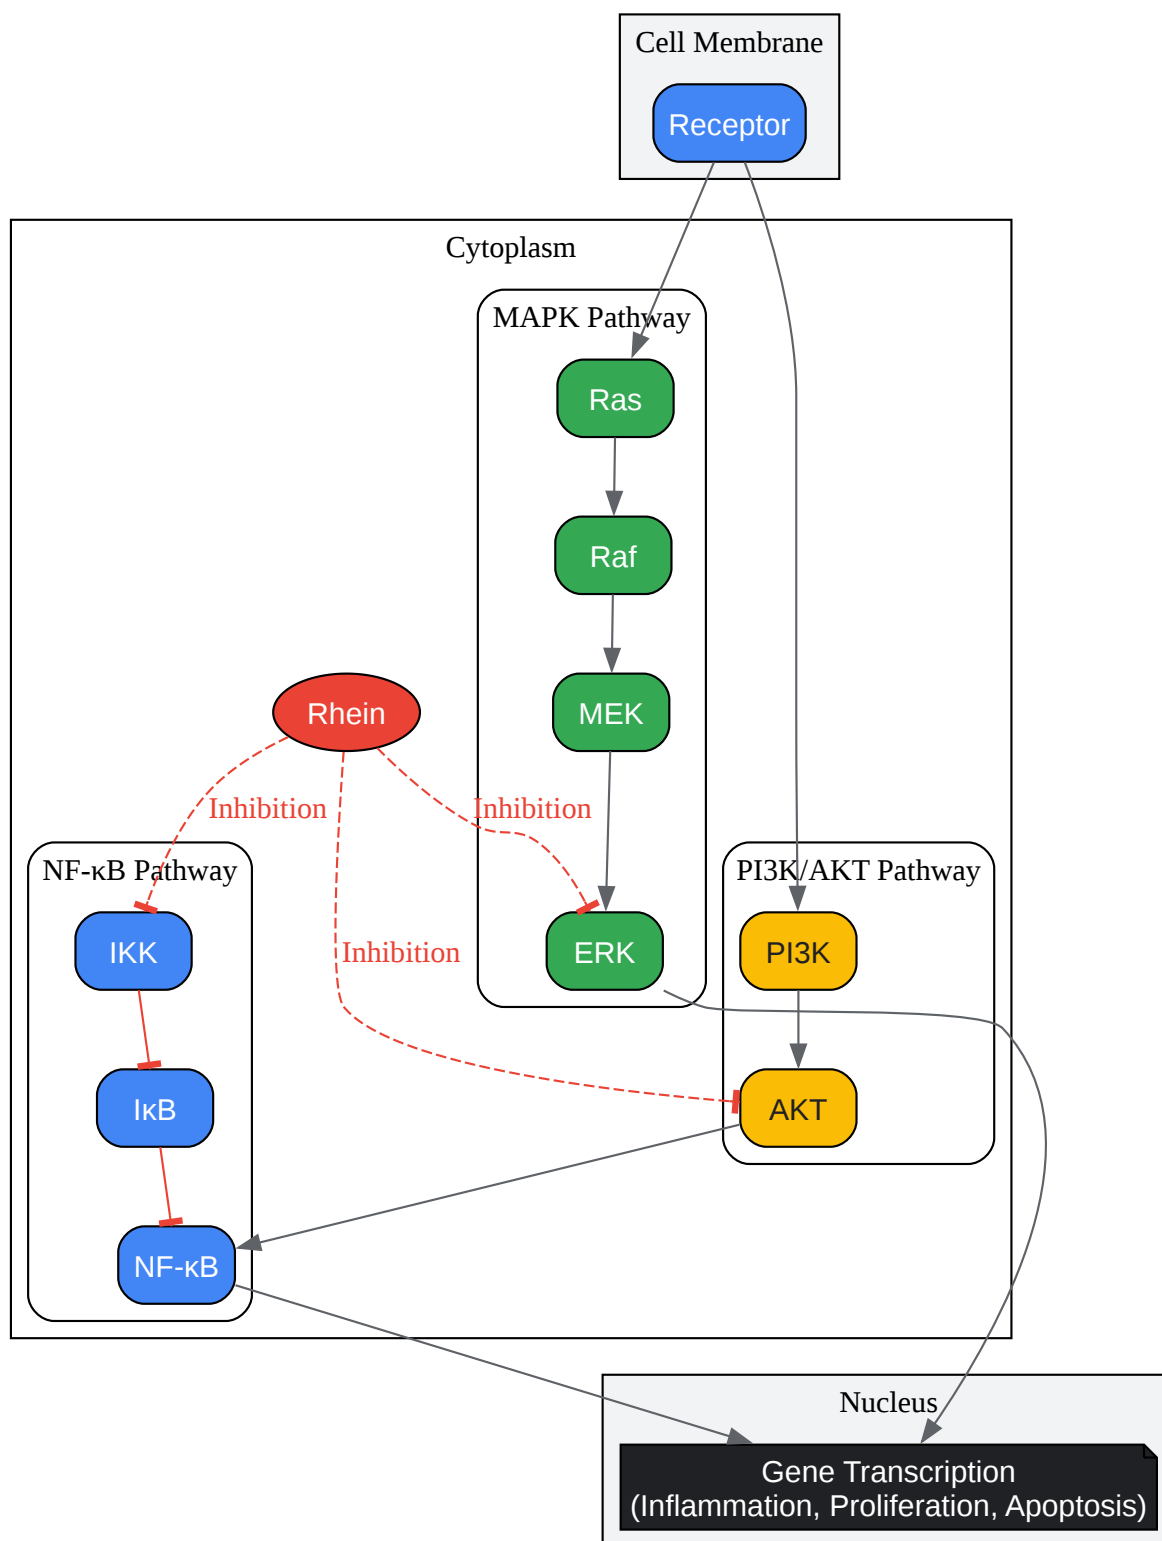 Cell Membrane
Receptor
Cytoplasm
MAPK Pathway
Ras
Raf
MEK
Rhein
Inhibition
Inhibition
NF-κB Pathway
PI3K/AKT Pathway
IKK
Inhibition
ERK
PI3K
IκB
AKT
NF-κB
Nucleus
Gene Transcription
(Inflammation, Proliferation, Apoptosis)